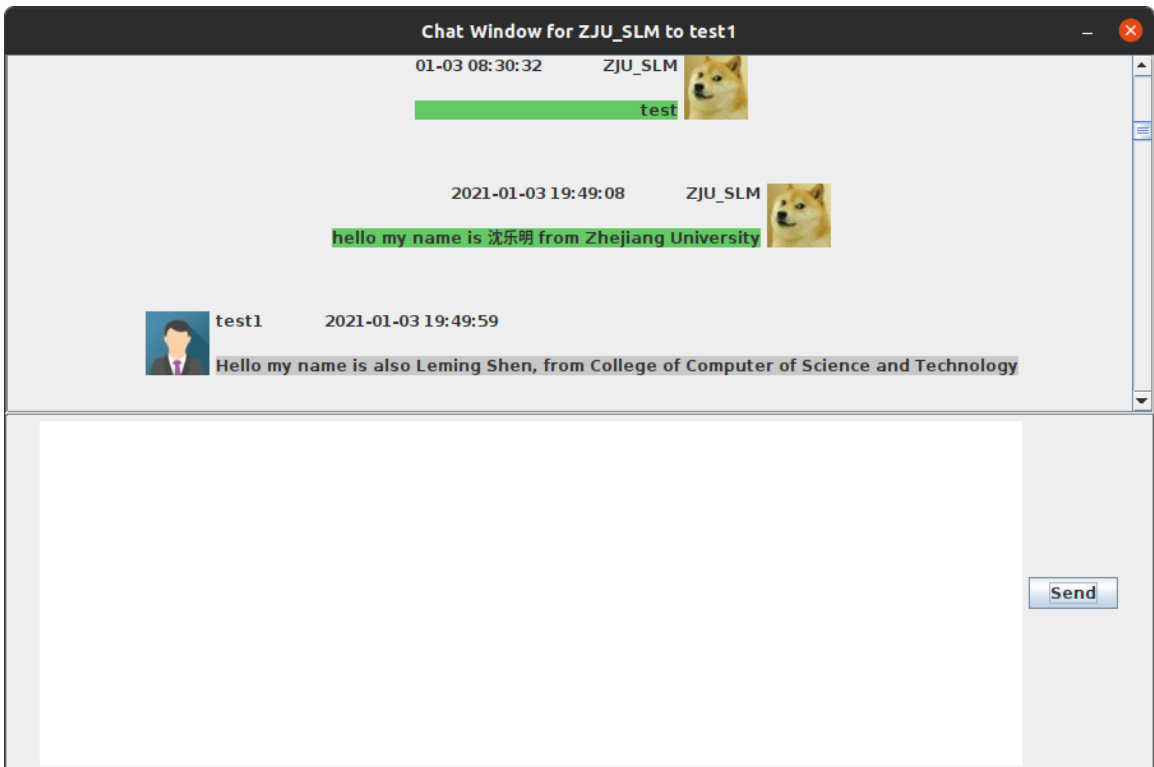 Chat Window for ZJU_SLM to test1
01-03 08:30:32 ZJU_SLM
test
2021-01-03 19:49:08 ZJU_SLM
hello my name is 沈乐明 from Zhejiang University
test1 2021-01-03 19:49:59
Hello my name is also Leming Shen, from College of Computer of Science and Technology
Send